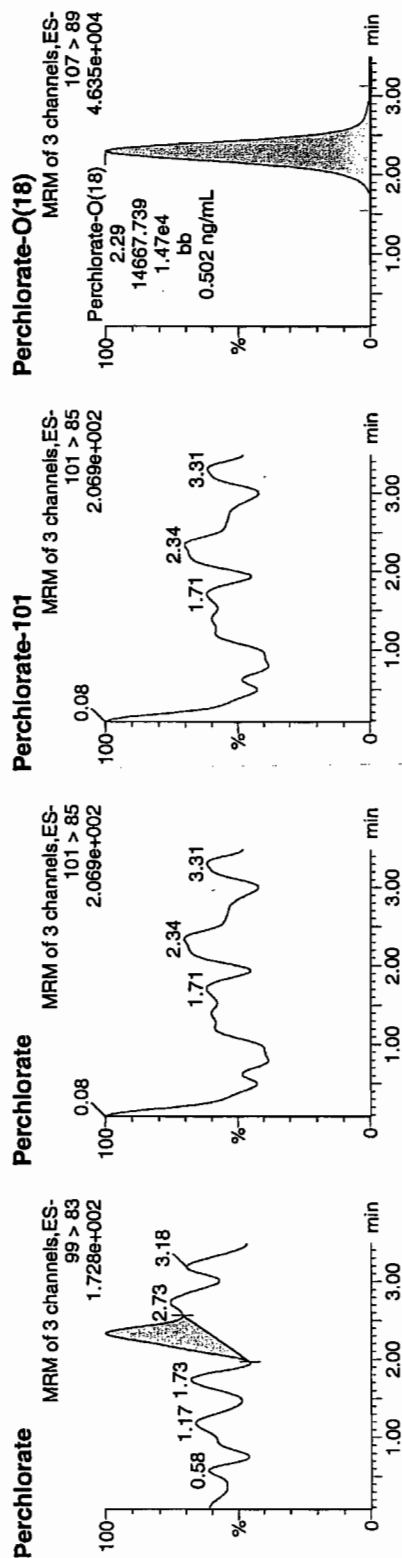 Perchlorate
MRM of 3 channels,ES-
99 > 83
1.728e+002
100
%
0
0.58
1.17
1.73
2.73
3.18
1.00
2.00
3.00
min
Perchlorate
MRM of 3 channels,ES-
101 > 85
2.069e+002
100
%
0
0.08
1.71
2.34
3.31
1.00
2.00
3.00
min
Perchlorate-101
MRM of 3 channels,ES-
101 > 85
2.069e+002
100
%
0
0.08
1.71
2.34
3.31
1.00
2.00
3.00
min
Perchlorate-O(18)
MRM of 3 channels,ES-
107 > 89
4.635e+004
100
%
0
Perchlorate-O(18)
2.29
14667.739
1.47e4
bb
0.502 ng/mL
1.00
2.00
3.00
min